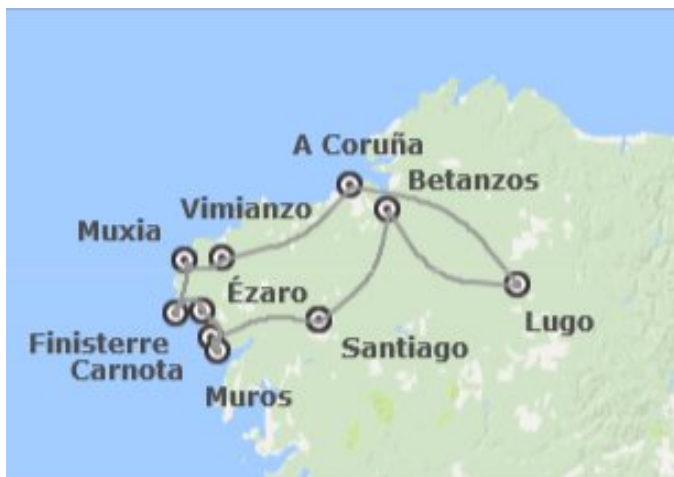 A Coruña
Betanzos
Vimianzo
Muxia
Ézaro
Lugo
Finisterre
Santiago
Carnota
Muros